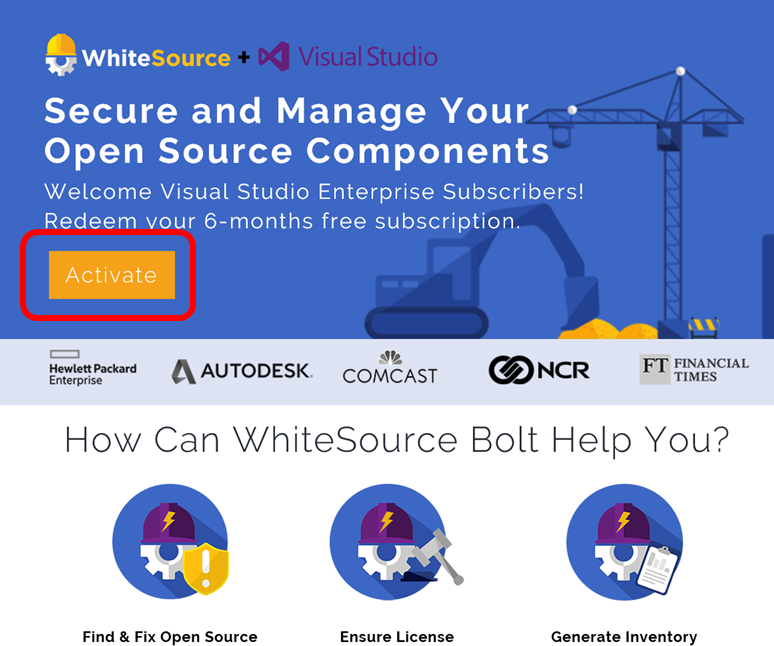 WhiteSource + Visual Studio
Secure and Manage Your
Open Source Components
Welcome Visual Studio Enterprise Subscribers!
Redeem your 6-months free subscription.
Activate
Hewlett Packard
Enterprise
AUTODESK.
COMCAST
NCR
FT FINANCIAL
TIMES
How Can WhiteSource Bolt Help You?
Find & Fix Open Source
Ensure License
Generate Inventory